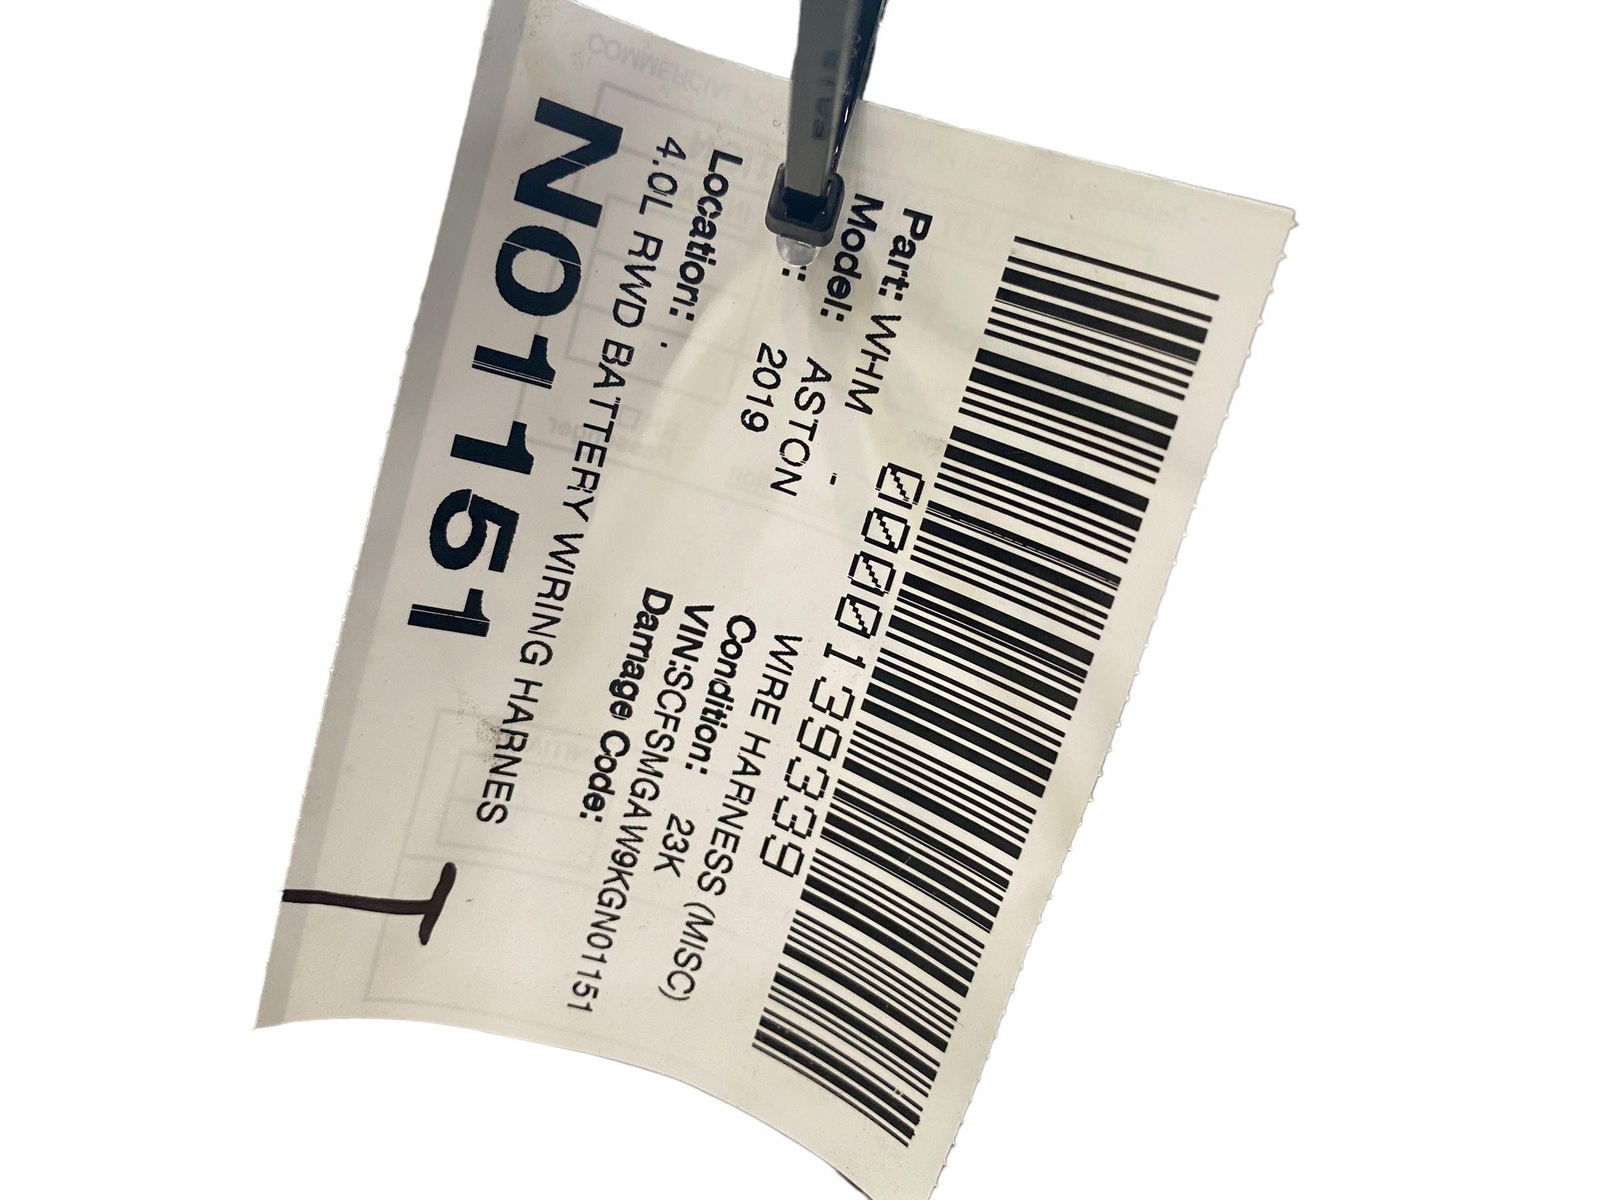 0000139339
Part: WHM
WIRE HARNESS (MISC)
Model: ASTON -
Condition: 23K
: 2019
VIN:SCFSMGAW9KGN01151
Damage Code:
Location: .
4.0L RWD BATTERY WIRING HARNES
N01151
T